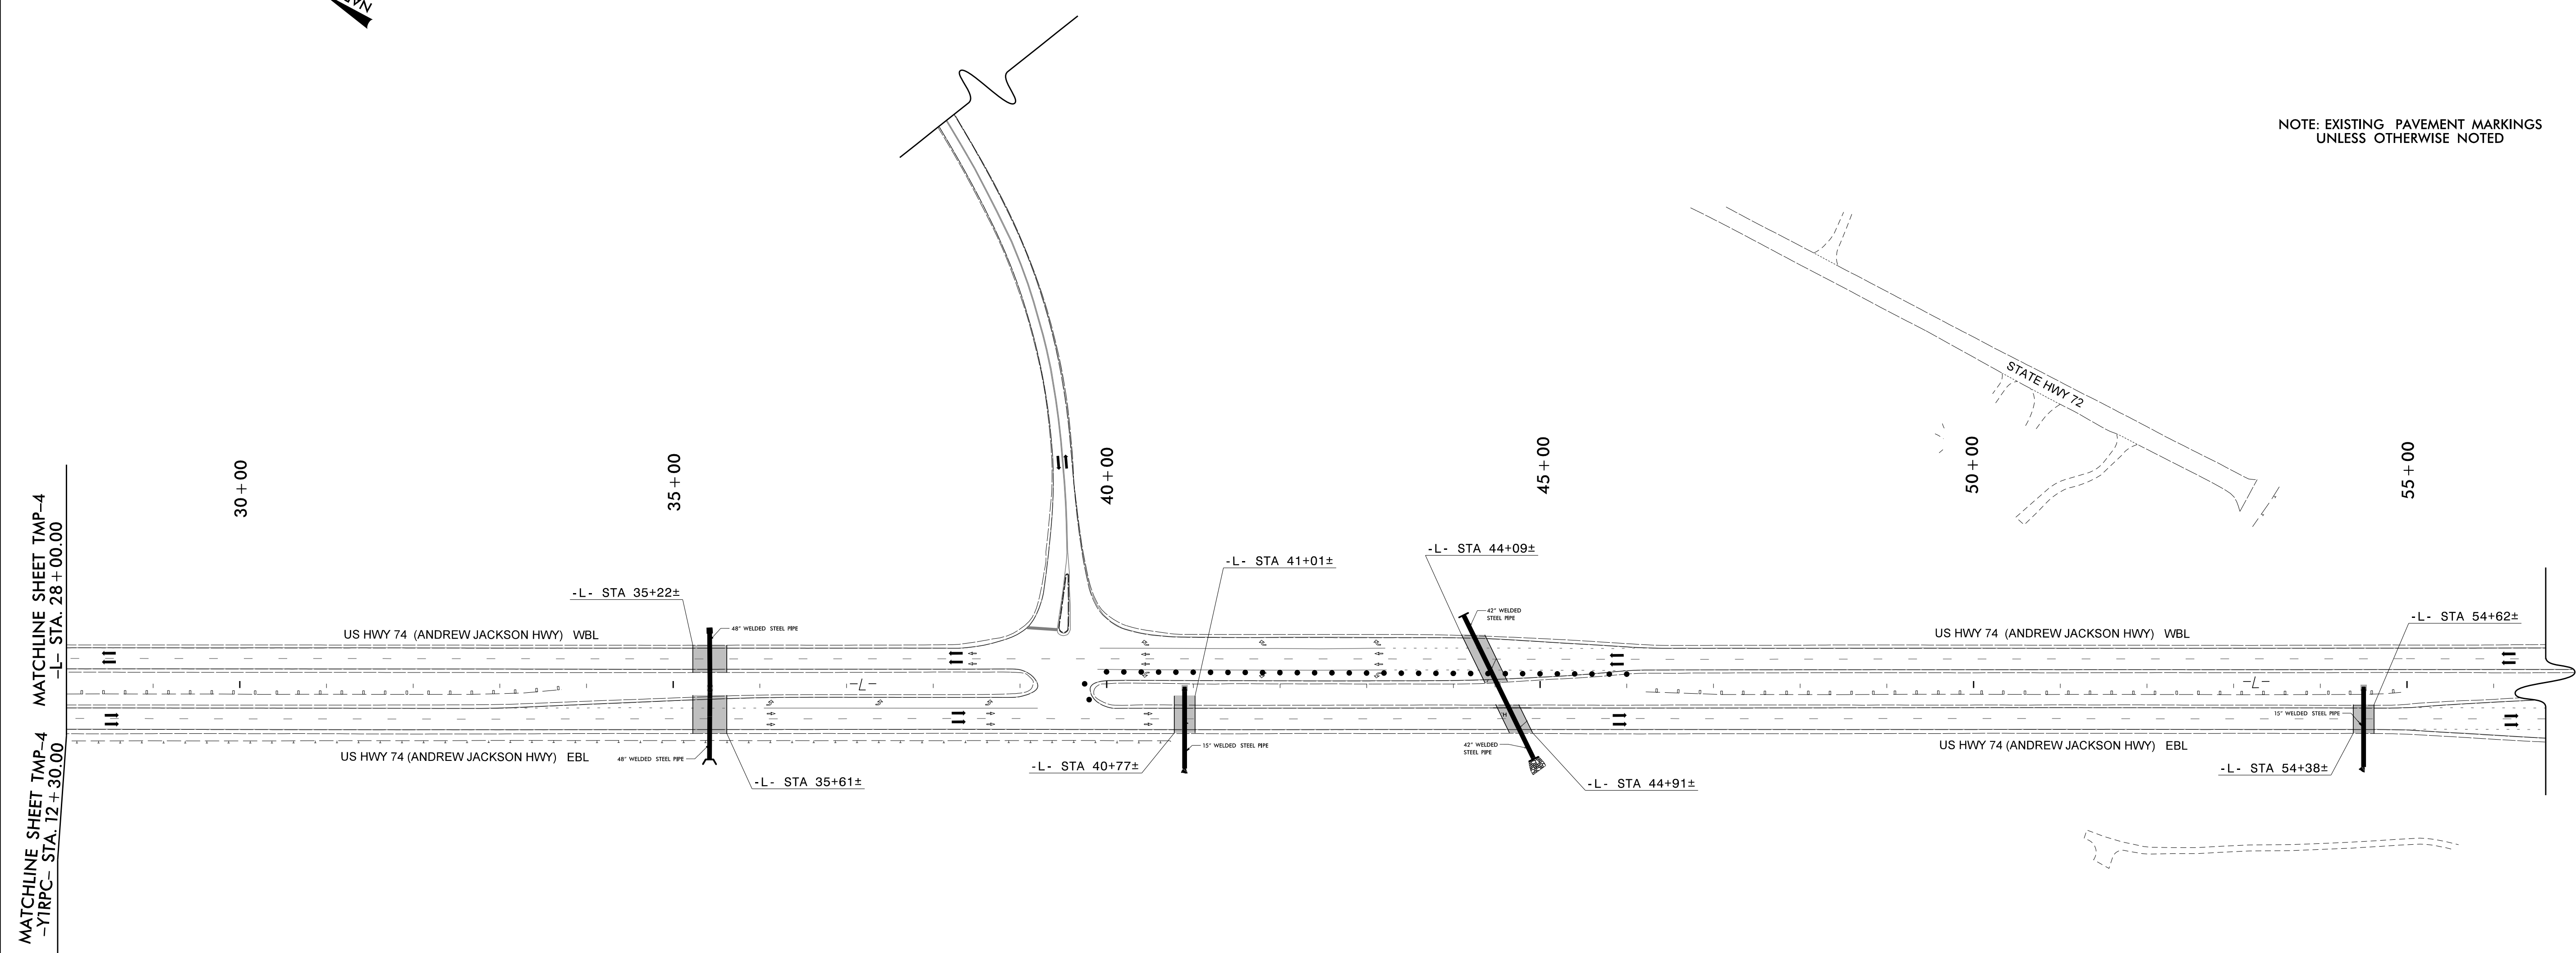 NA
NOTE: EXISTING PAVEMENT MARKINGS
UNLESS OTHERWISE NOTED
STATE HWY 72
30+00
35+00
40+00
45+00
50+00
55+00
MATCHLINE SHEET TMP-4
-L- STA. 28+00.00
MATCHLINE SHEET TMP-4
-Y1RPC- STA. 12+30.00
-L- STA 35+22±
-L- STA 41+01±
-L- STA 44+09±
-L- STA 54+62±
US HWY 74 (ANDREW JACKSON HWY) WBL
48" WELDED STEEL PIPE
42" WELDED
STEEL PIPE
US HWY 74 (ANDREW JACKSON HWY) WBL
-L-
-L-
US HWY 74 (ANDREW JACKSON HWY) EBL
48" WELDED STEEL PIPE
15" WELDED STEEL PIPE
42" WELDED
STEEL PIPE
15" WELDED STEEL PIPE
US HWY 74 (ANDREW JACKSON HWY) EBL
-L- STA 35+61±
-L- STA 40+77±
-L- STA 44+91±
-L- STA 54+38±